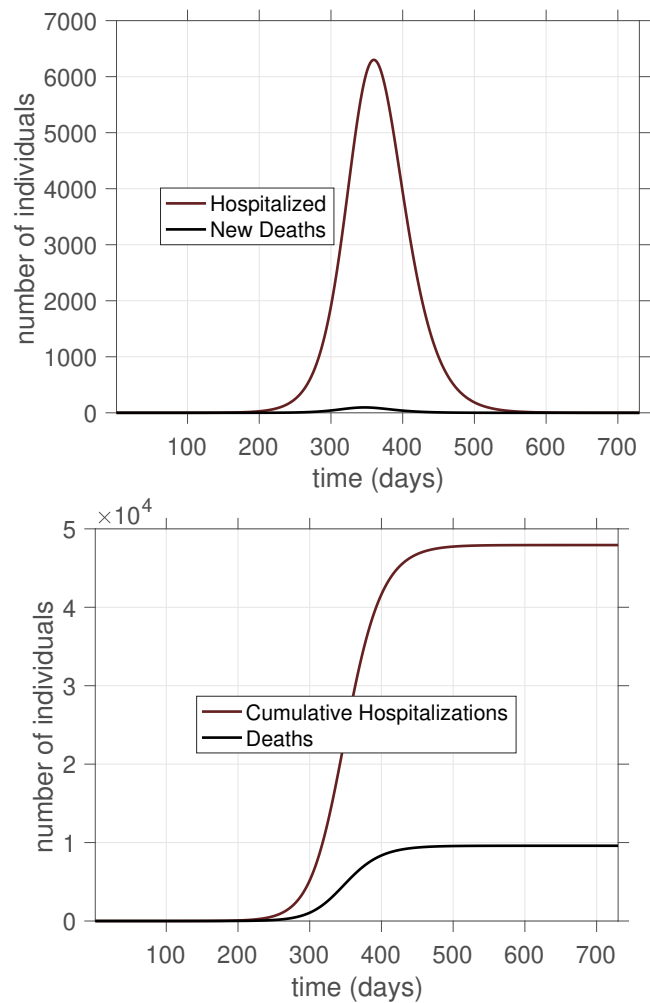 7000
6000
5000
4000
3000
2000
1000
0
number of individuals
Hospitalized
New Deaths
100 200 300 400 500 600 700
time (days)
×10⁴
5
4
3
2
1
0
number of individuals
Cumulative Hospitalizations
Deaths
100 200 300 400 500 600 700
time (days)